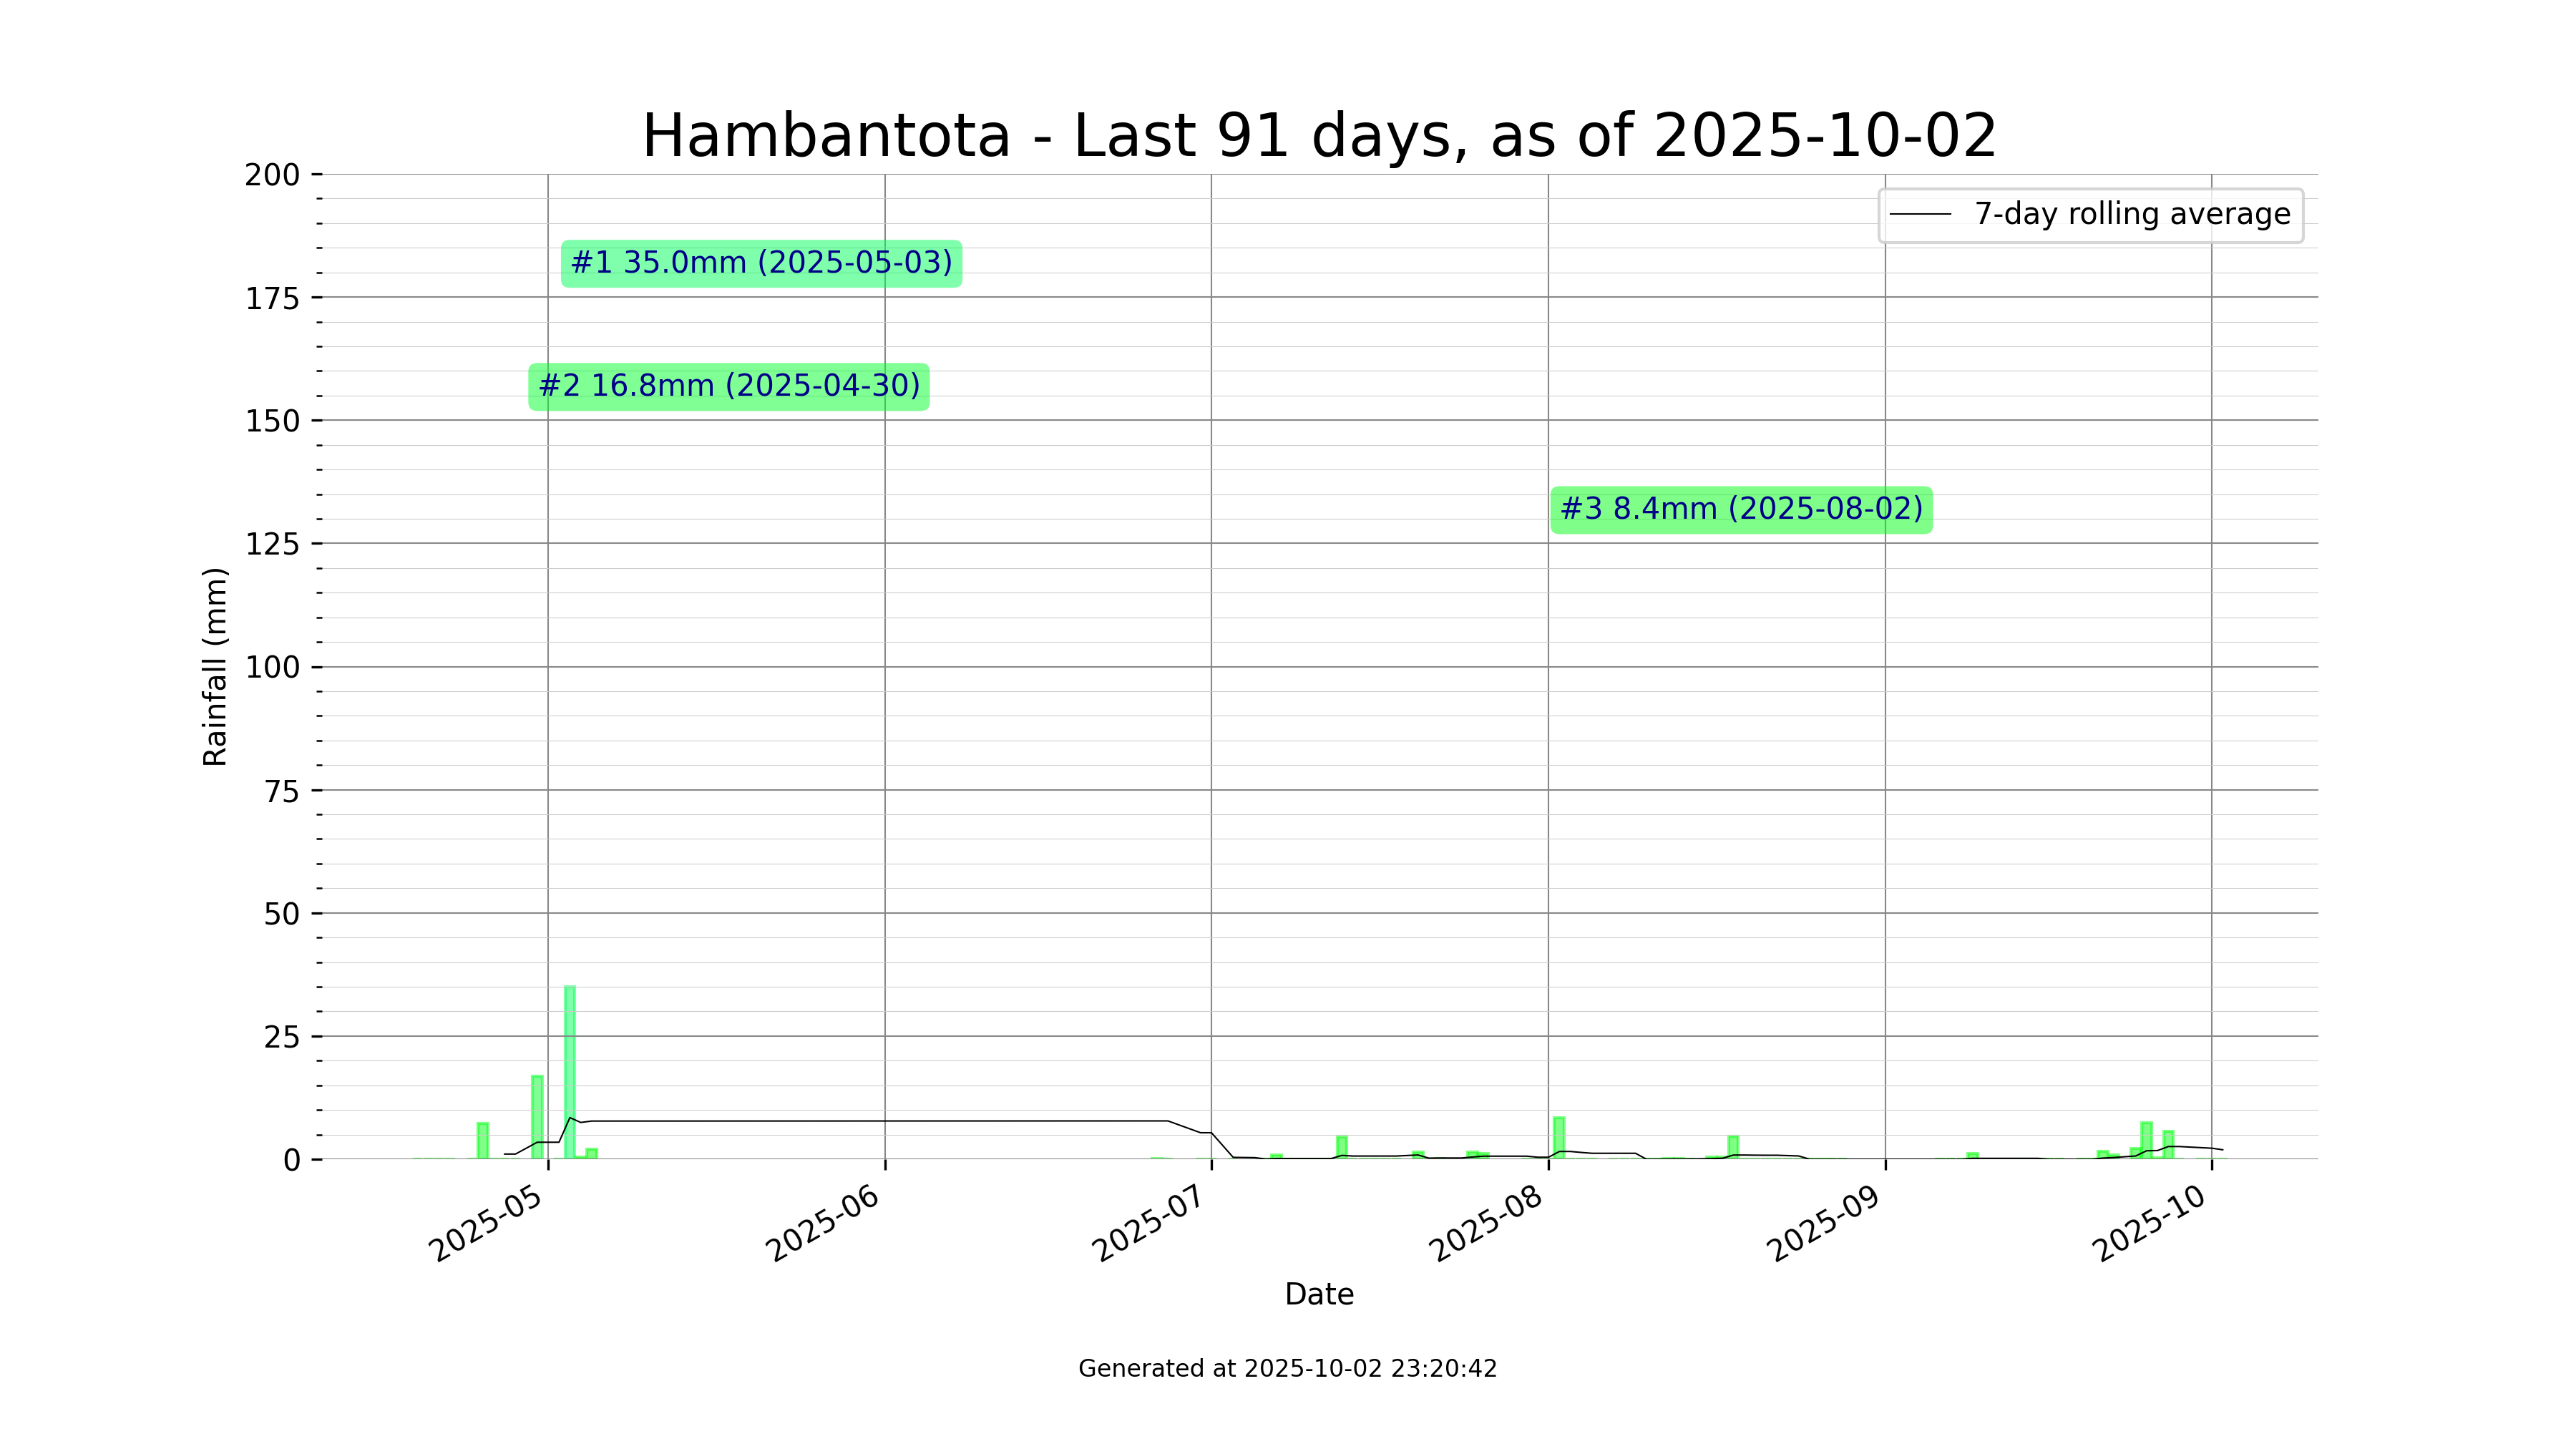 Hambantota - Last 91 days, as of 2025-10-02
7-day rolling average
#1 35.0mm (2025-05-03)
#2 16.8mm (2025-04-30)
#3 8.4mm (2025-08-02)
Rainfall (mm)
200
175
150
125
100
75
50
25
0
2025-05
2025-06
2025-07
2025-08
2025-09
2025-10
Date
Generated at 2025-10-02 23:20:42